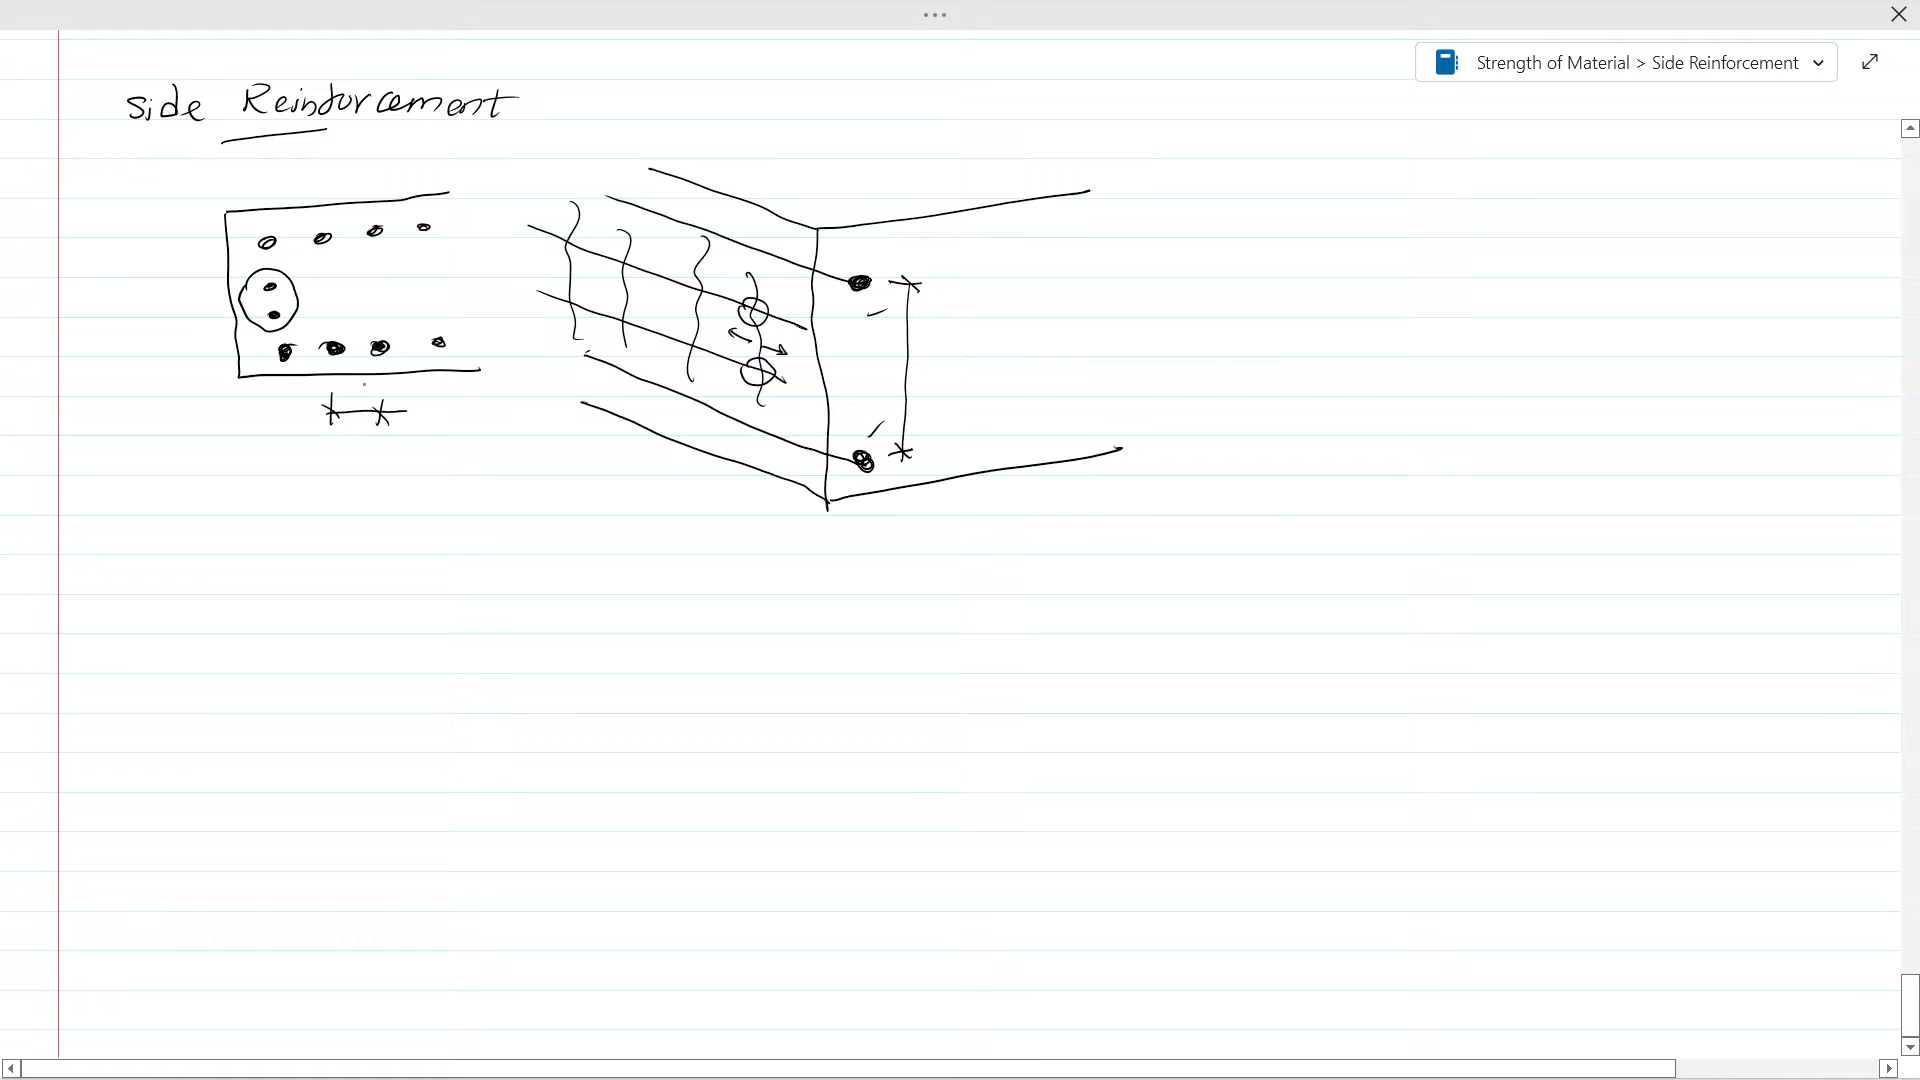 Strength of Material > Side Reinforcement
Side Reinforcement